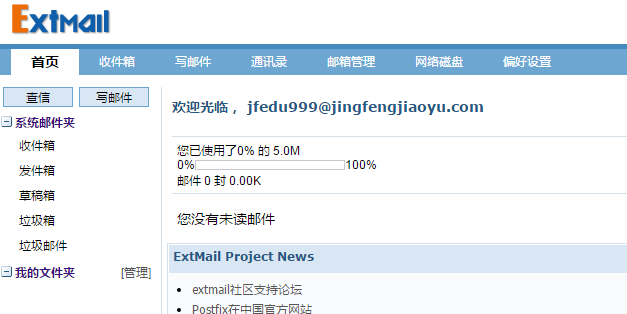 ExtMail
首页 收件箱 写邮件 通讯录 邮箱管理 网络磁盘 偏好设置
查信 写邮件
系统邮件夹
收件箱
发件箱
草稿箱
垃圾箱
垃圾邮件
我的文件夹 [管理]
欢迎光临， jfedu999@jingfengjiaoyu.com
您已使用了0% 的 5.0M
0% 100%
邮件 0 封 0.00K
您没有未读邮件
ExtMail Project News
extmail社区支持论坛
Postfix在中国官方网站